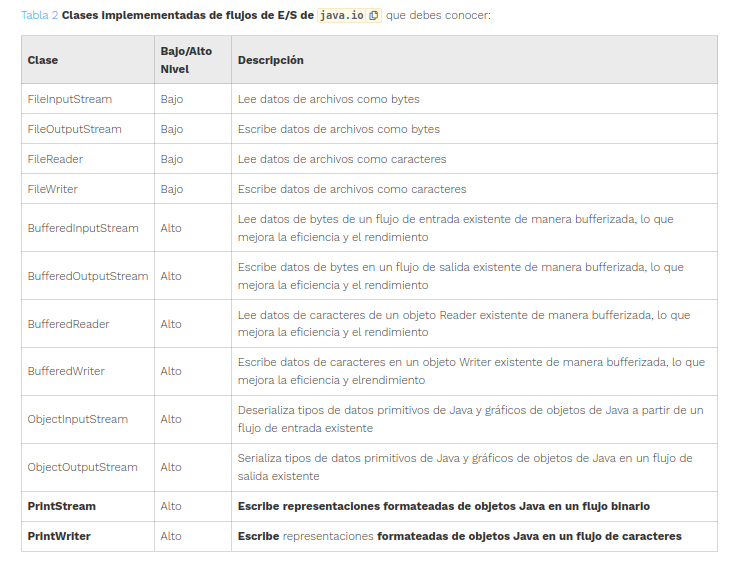 Tabla 2 Clases implemementadas de flujos de E/S de java.io que debes conocer:
Clase
Bajo/Alto
Nivel
Descripción
FileInputStream Bajo Lee datos de archivos como bytes
FileOutputStream Bajo Escribe datos de archivos como bytes
FileReader Bajo Lee datos de archivos como caracteres
FileWriter Bajo Escribe datos de archivos como caracteres
BufferedInputStream Alto Lee datos de bytes de un flujo de entrada existente de manera bufferizada, lo que
mejora la eficiencia y el rendimiento
BufferedOutputStream Alto Escribe datos de bytes en un flujo de salida existente de manera bufferizada, lo que
mejora la eficiencia y el rendimiento
BufferedReader Alto Lee datos de caracteres de un objeto Reader existente de manera bufferizada, lo que
mejora la eficiencia y el rendimiento
BufferedWriter Alto Escribe datos de caracteres en un objeto Writer existente de manera bufferizada, lo que
mejora la eficiencia y elrendimiento
ObjectInputStream Alto Deserializa tipos de datos primitivos de Java y gráficos de objetos de Java a partir de un
flujo de entrada existente
ObjectOutputStream Alto Serializa tipos de datos primitivos de Java y gráficos de objetos de Java en un flujo de
salida existente
PrintStream Alto Escribe representaciones formateadas de objetos Java en un flujo binario
PrintWriter Alto Escribe representaciones formateadas de objetos Java en un flujo de caracteres